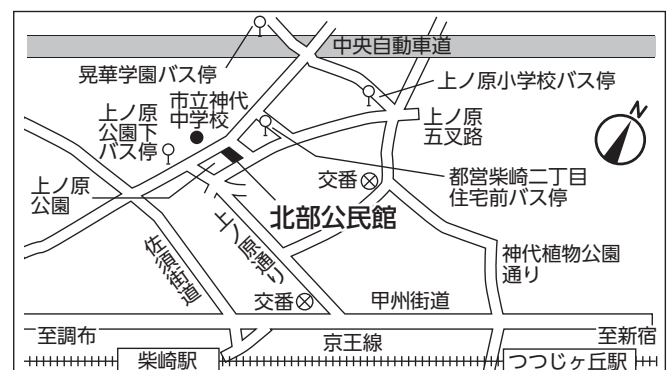 中央自動車道
晃華学園バス停
上ノ原小学校バス停
市立神代
中学校
上ノ原
公園下
バス停
上ノ原
五叉路
N
交番
都営柴崎二丁目
住宅前バス停
上ノ原
公園
北部公民館
上ノ原通り
佐須街道
神代植物公園
通り
交番
甲州街道
至調布
京王線
至新宿
柴崎駅
つつじヶ丘駅